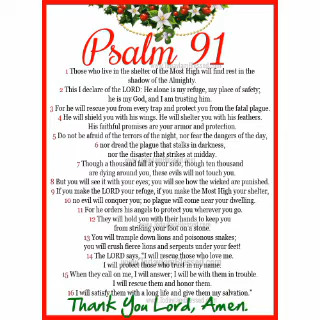 Psalm 91
1 Those who live in the shelter of the Most High will find rest in the
shadow of the Almighty.
2 This I declare of the LORD: He alone is my refuge, my place of safety;
he is my God, and I am trusting him.
3 For he will rescue you from every trap and protect you from the fatal plague.
4 He will shield you with his wings. He will shelter you with his feathers.
His faithful promises are your armor and protection.
5 Do not be afraid of the terrors of the night, nor fear the dangers of the day,
6 nor dread the plague that stalks in darkness,
nor the disaster that strikes at midday.
7 Though a thousand fall at your side, though ten thousand
are dying around you, these evils will not touch you.
8 But you will see it with your eyes; you will see how the wicked are punished.
9 If you make the LORD your refuge, if you make the Most High your shelter,
10 no evil will conquer you; no plague will come near your dwelling.
11 For he orders his angels to protect you wherever you go.
12 They will hold you with their hands to keep you
from striking your foot on a stone.
13 You will trample down lions and poisonous snakes;
you will crush fierce lions and serpents under your feet!
14 The LORD says, "I will rescue those who love me.
I will protect those who trust in my name.
15 When they call on me, I will answer; I will be with them in trouble.
I will rescue them and honor them.
16 I will satisfy them with a long life and give them my salvation."
Thank You Lord, Amen.